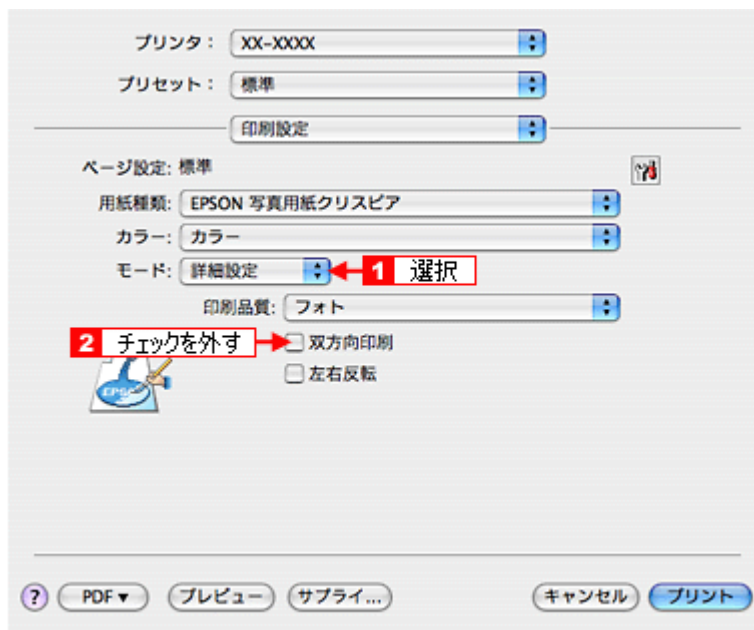 プリンタ： XX-XXXX
プリセット： 標準
印刷設定
ページ設定: 標準
用紙種類: EPSON 写真用紙クリスピア
カラー: カラー
モード: 詳細設定 1 選択
印刷品質: フォト
2 チェックを外す 双方向印刷
EPSON
左右反転
? PDF▼ プレビュー サプライ... キャンセル プリント